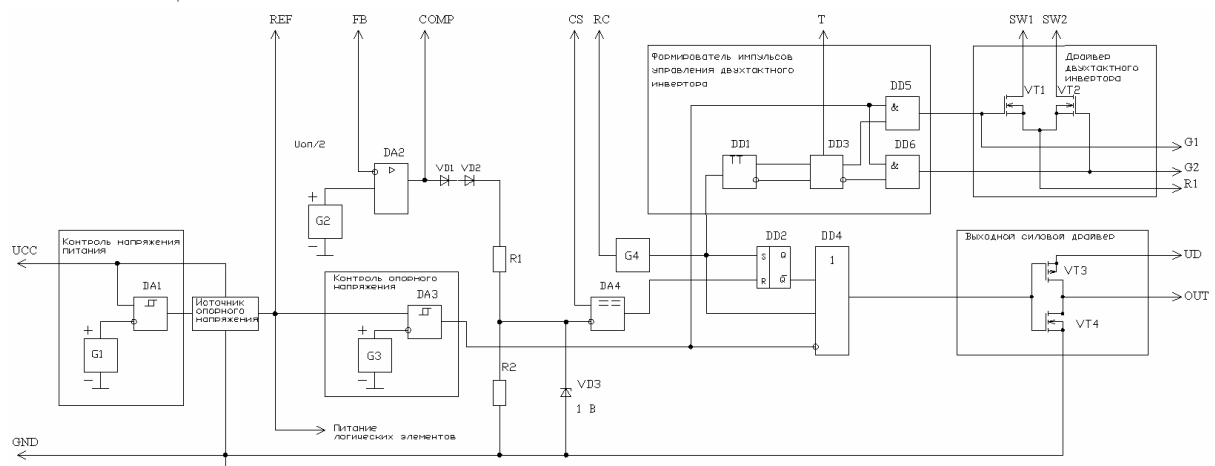 REF FB COMP CS RC T SW1 SW2
Формирователь импульсов
управления двухтактного
инвертора
Драйвер
двухтактного
инвертора
VT1 VT2
DD5
&
Uоп/2
DA2
VD1 VD2
DD1
TT
DD3
DD6
&
G1
G2
R1
+
G2
−
Контроль напряжения
питания
UCC
R1
G4
DD2
S Q
R Q
DD4
1
Выходной силовой драйвер
UD
VT3
OUT
VT4
DA1
Источник
опорного
напряжения
Контроль опорного
напряжения
DA3
DA4
==
+
G1
−
+
G3
−
R2
VD3
1 В
Питание
логических элементов
GND